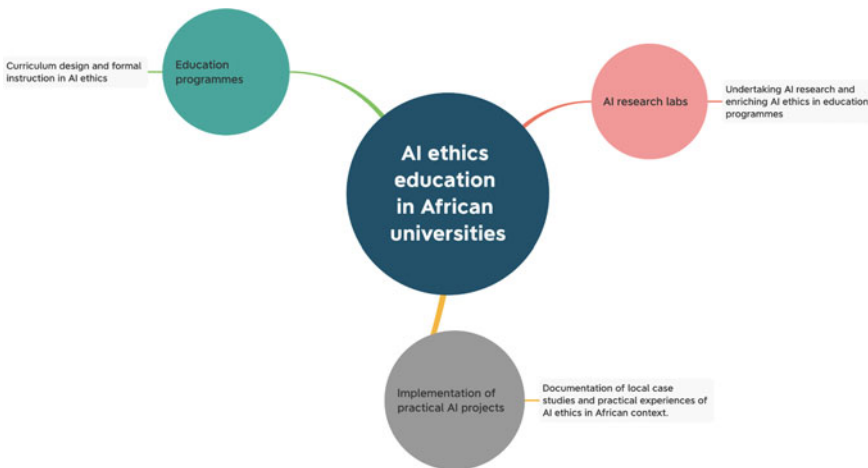 Curriculum design and formal
instruction in AI ethics
Education
programmes
AI ethics
education
in African
universities
AI research labs
Undertaking AI research and
enriching AI ethics in education
programmes
Implementation of
practical AI projects
Documentation of local case
studies and practical experiences of
AI ethics in African context.